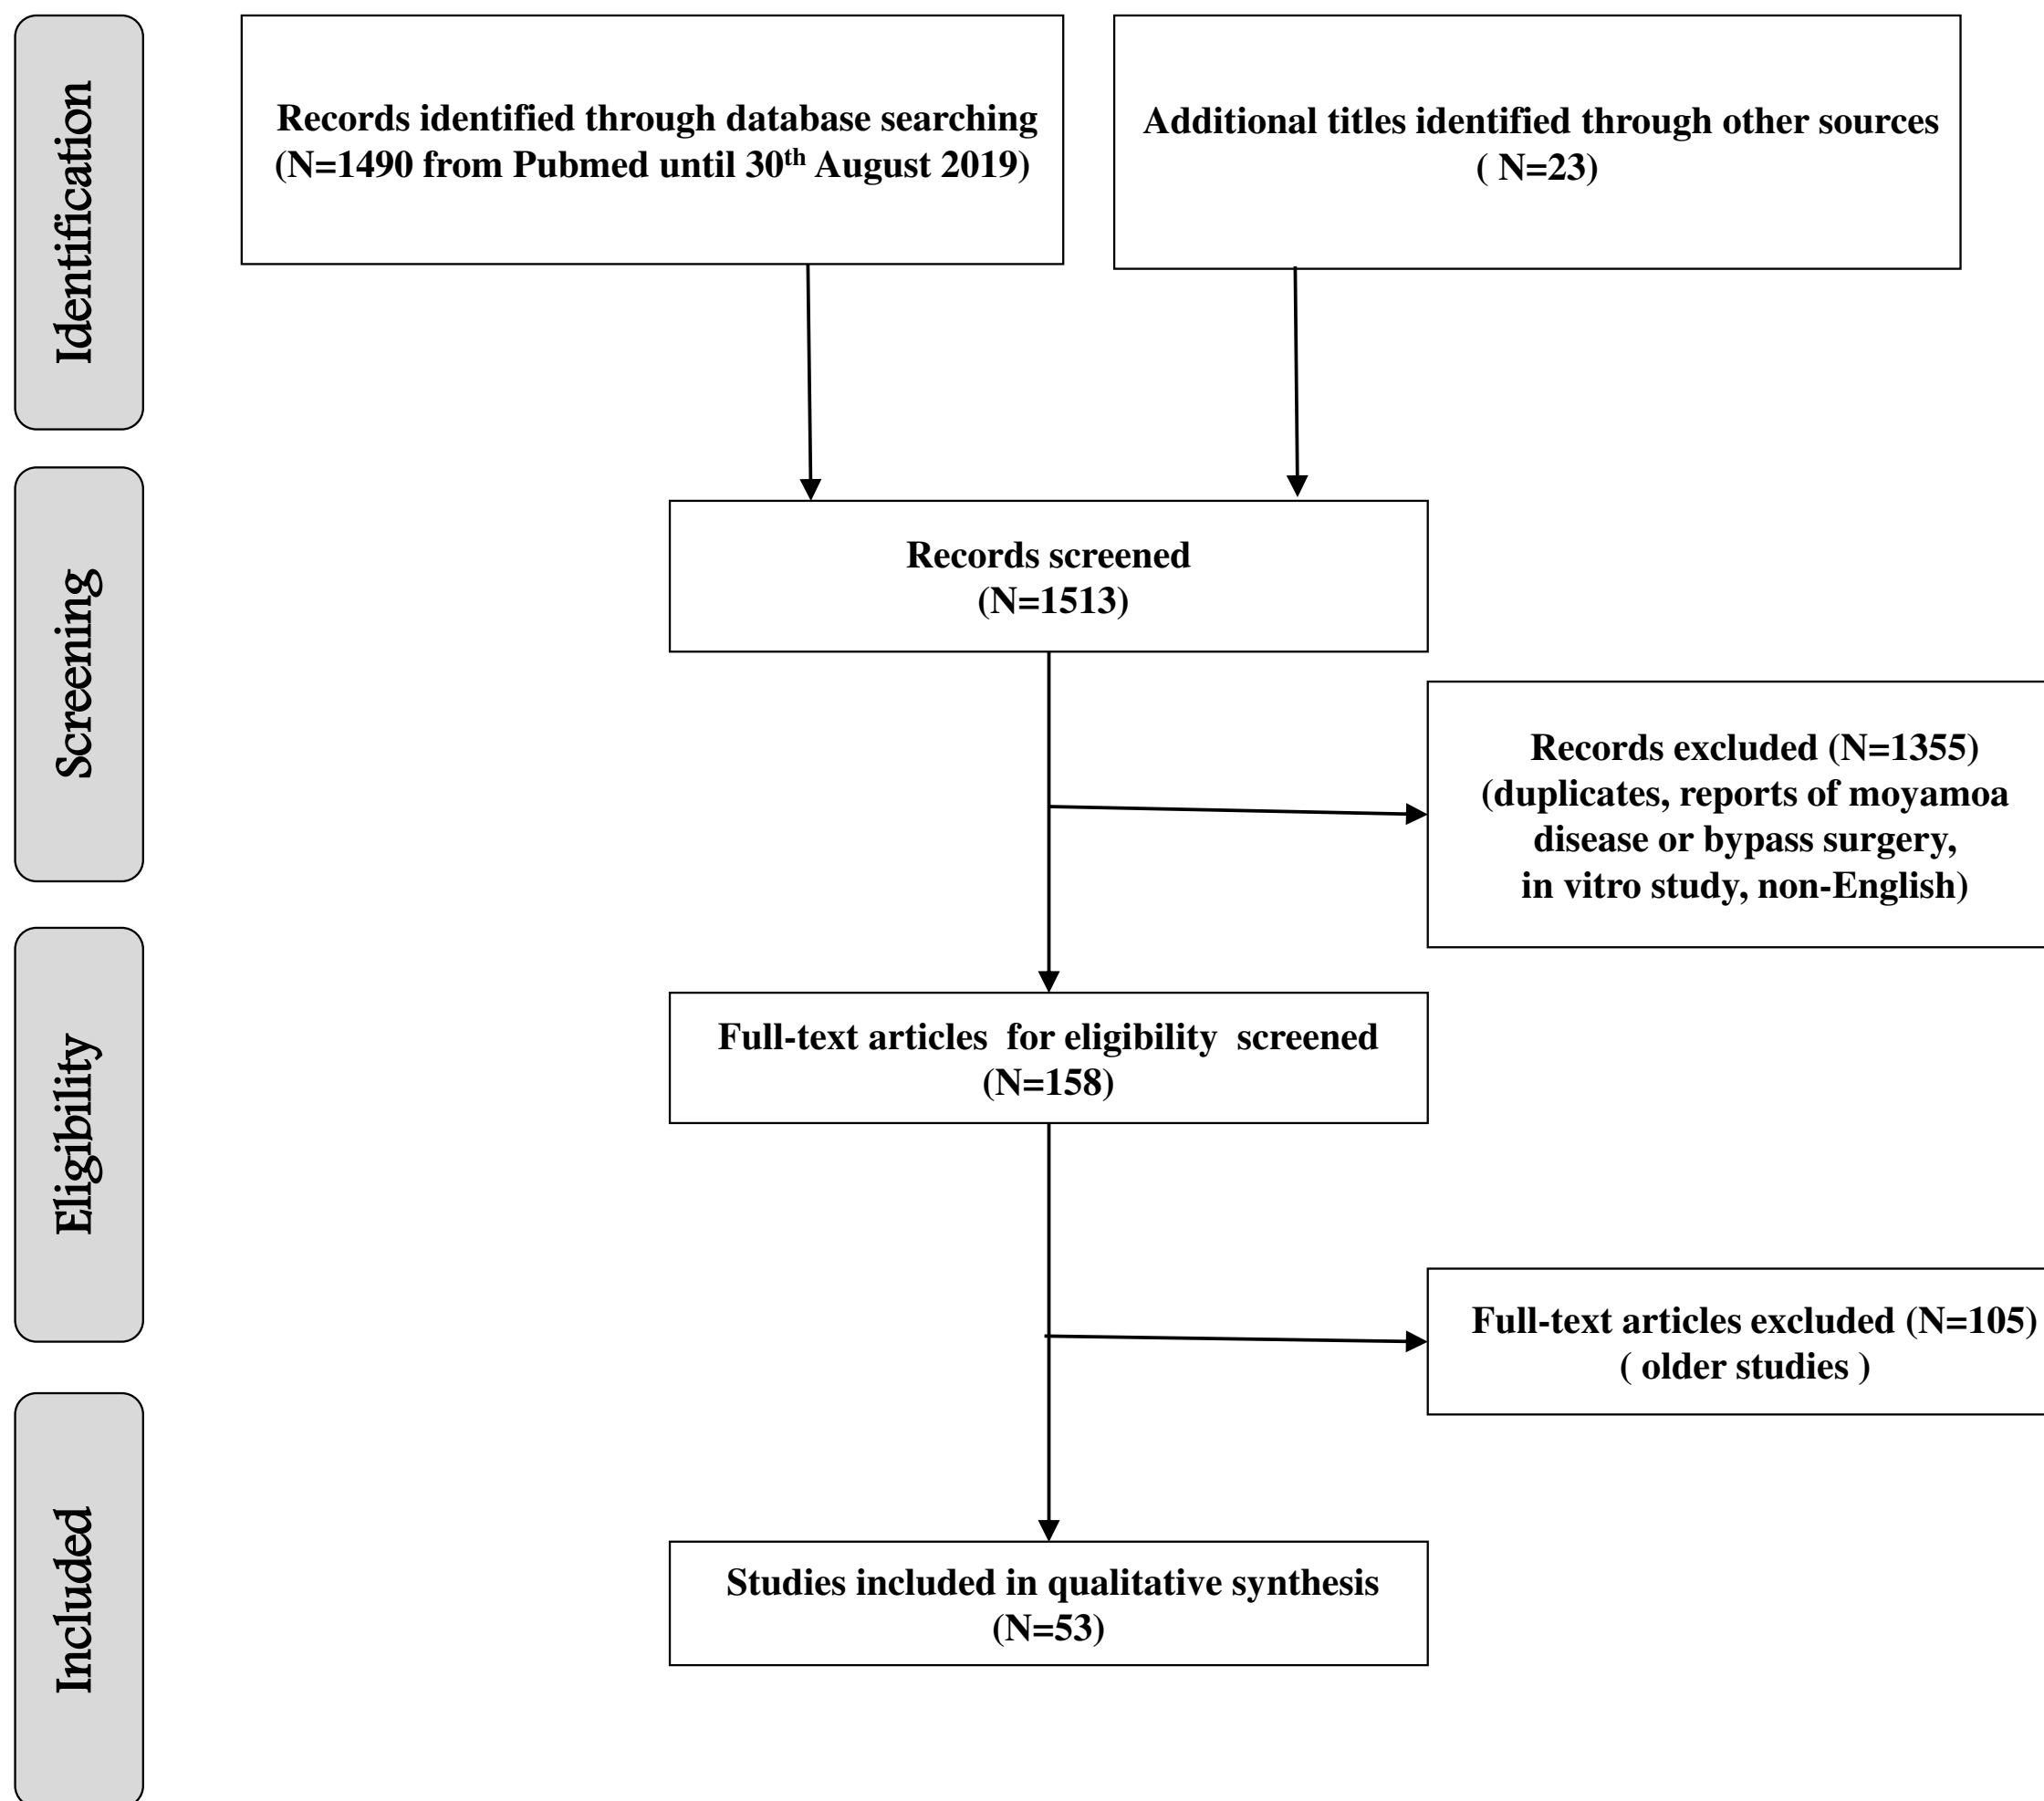 Identification
Records identified through database searching
(N=1490 from Pubmed until 30th August 2019)
Additional titles identified through other sources
( N=23)
Screening
Records screened
(N=1513)
Records excluded (N=1355)
(duplicates, reports of moyamoa
disease or bypass surgery,
in vitro study, non-English)
Eligibility
Full-text articles for eligibility screened
(N=158)
Full-text articles excluded (N=105)
( older studies )
Included
Studies included in qualitative synthesis
(N=53)